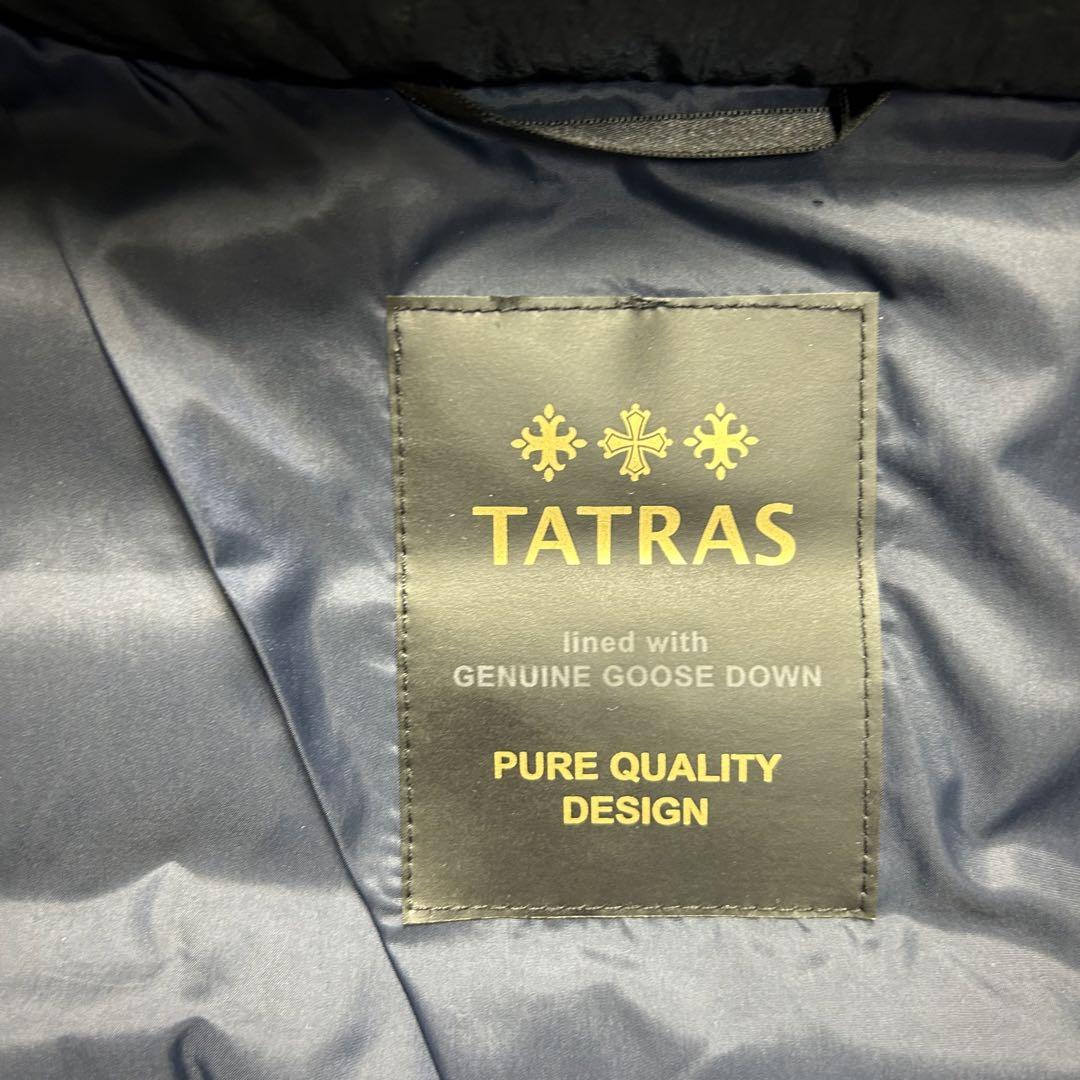 TATRAS
lined with
GENUINE GOOSE DOWN
PURE QUALITY
DESIGN